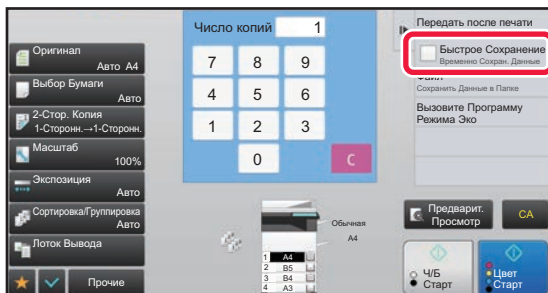 Оригинал
Авто A4
Выбор Бумаги
Авто
2-Стор. Копия
1-Сторонн.→1-Сторонн.
Масштаб
100%
Экспозиция
Авто
Сортировка/Группировка
Авто
Лоток Вывода
Прочие
Число копий 1
7 8 9
4 5 6
1 2 3
0 C
Обычная
A4
1 A4
2 B5
3 B4
4 A3
Передать после печати
Быстрое Сохранение
Временно Сохран. Данные
Файл
Сохранить Данные в Папке
Вызовите Программу
Режима Эко
Предварит.
Просмотр
CA
Ч/Б
Старт
Цвет
Старт